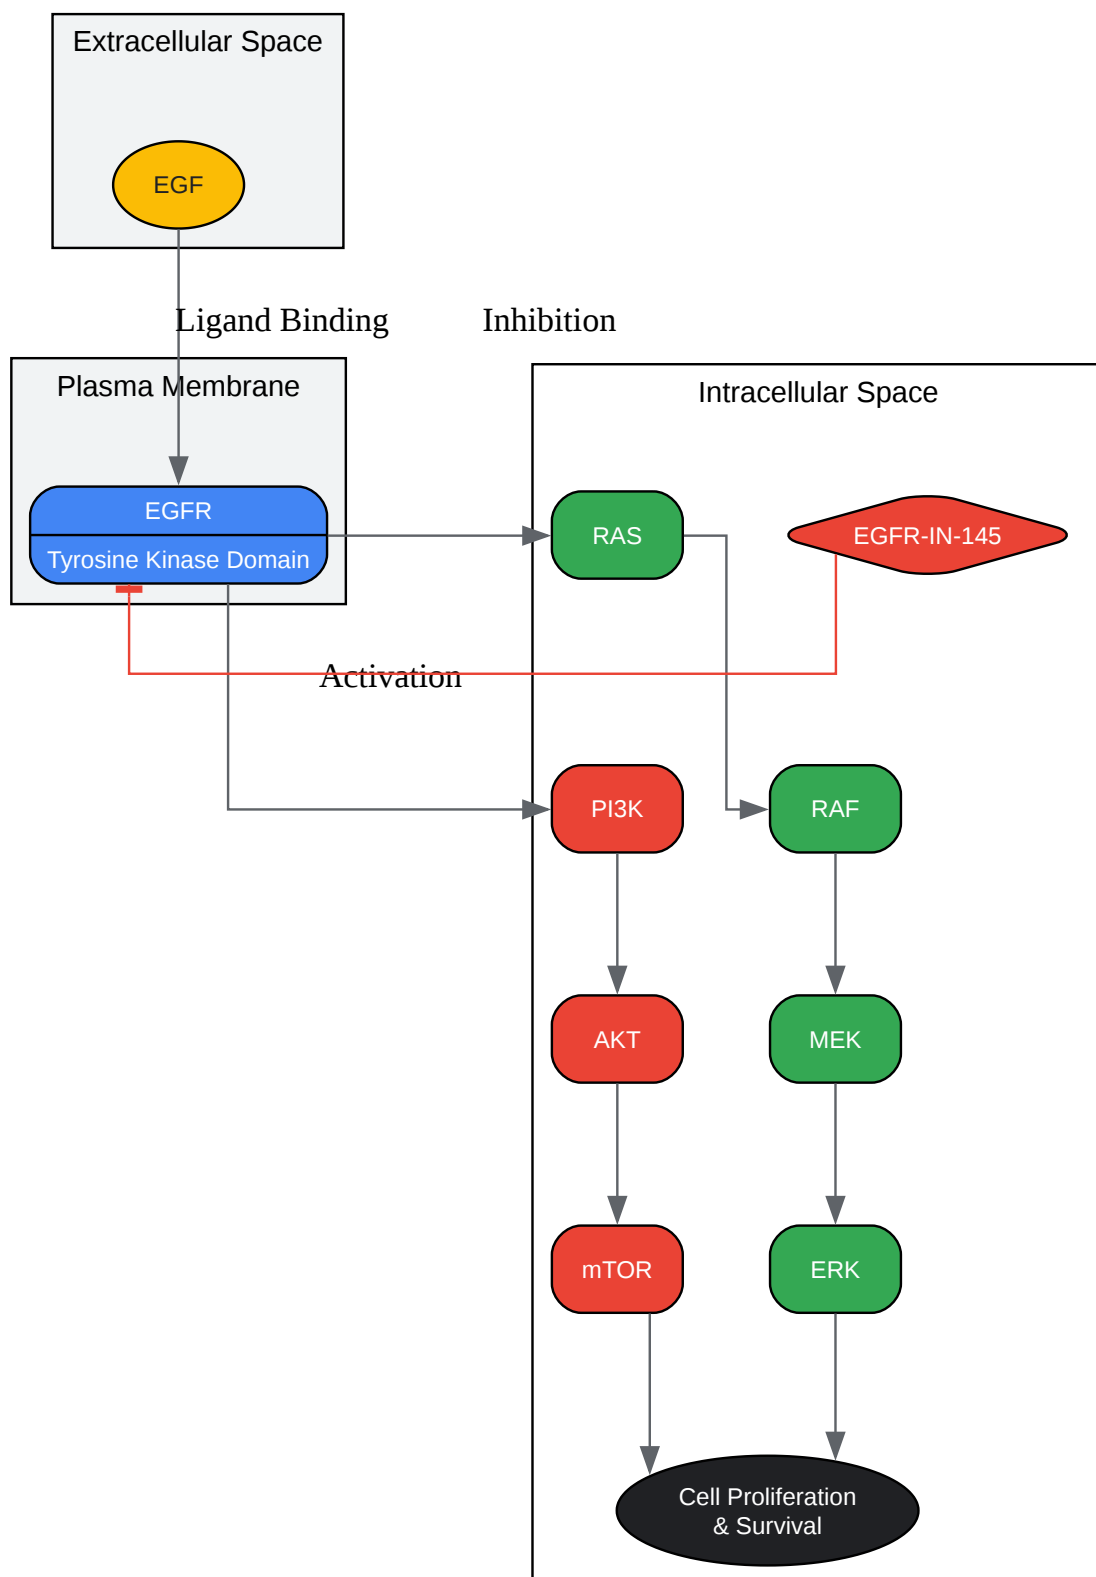 Extracellular Space
EGF
Ligand Binding
Inhibition
Plasma Membrane
Intracellular Space
EGFR
Tyrosine Kinase Domain
RAS
EGFR-IN-145
Activation
PI3K
RAF
AKT
MEK
mTOR
ERK
Cell Proliferation
& Survival